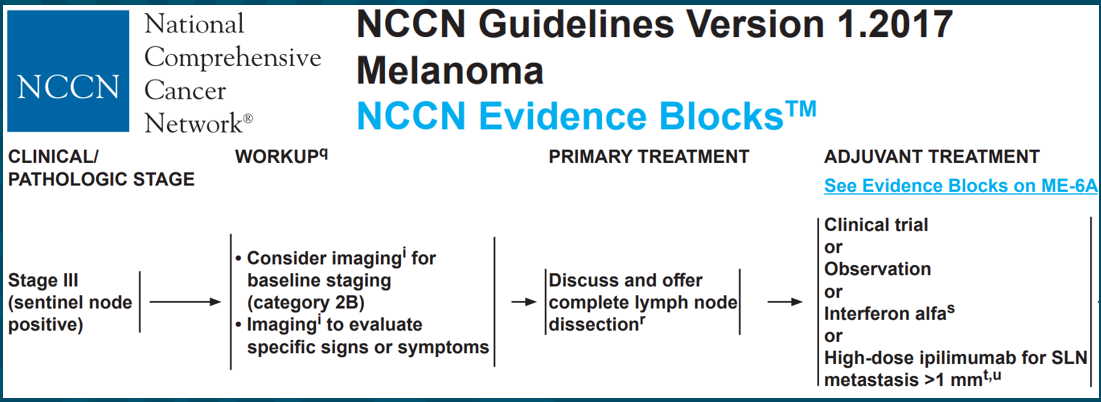 NCCN
National
Comprehensive
Cancer
Network®
NCCN Guidelines Version 1.2017
Melanoma
NCCN Evidence Blocks™
CLINICAL/
PATHOLOGIC STAGE
WORKUPq
PRIMARY TREATMENT
ADJUVANT TREATMENT
See Evidence Blocks on ME-6A
Stage III
(sentinel node
positive)
• Consider imagingi for
baseline staging
(category 2B)
• Imagingi to evaluate
specific signs or symptoms
Discuss and offer
complete lymph node
dissectionr
Clinical trial
or
Observation
or
Interferon alfas
or
High-dose ipilimumab for SLN
metastasis >1 mmt,u